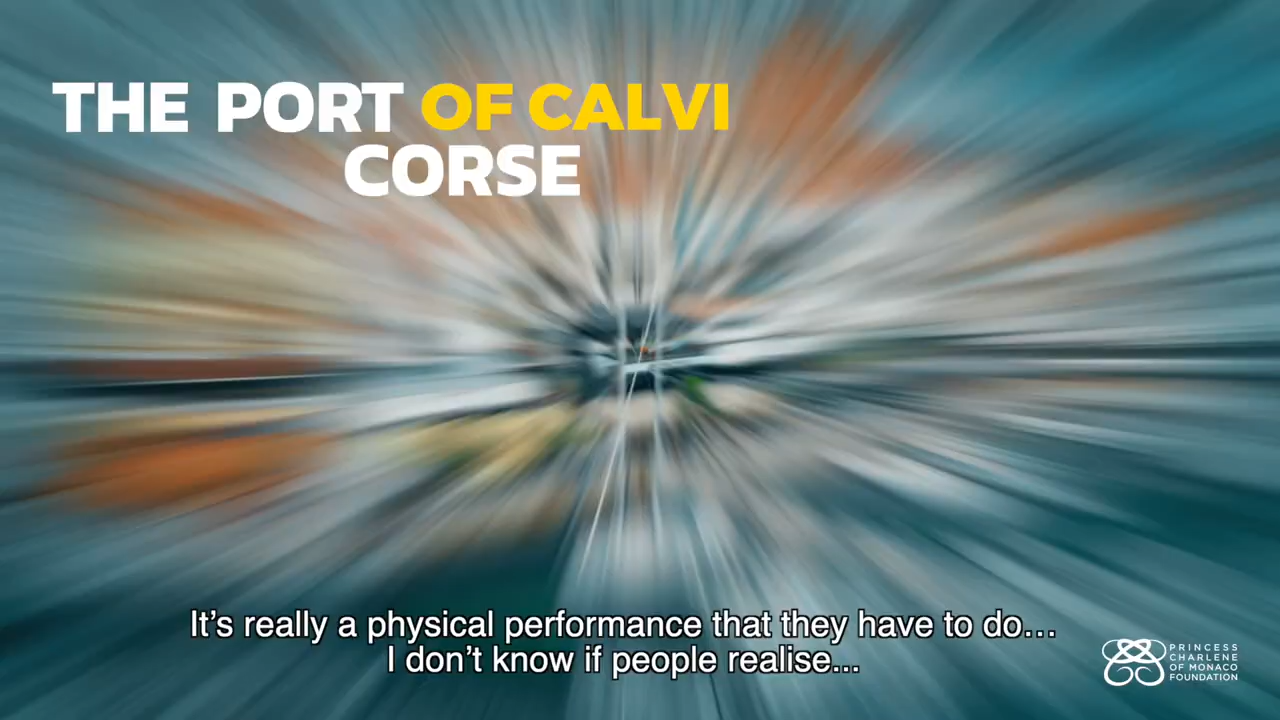 THE PORT OF CALVI
CORSE
It's really a physical performance that they have to do...
I don't know if people realise...
PRINCESS
CHARLENE
OF MONACO
FOUNDATION